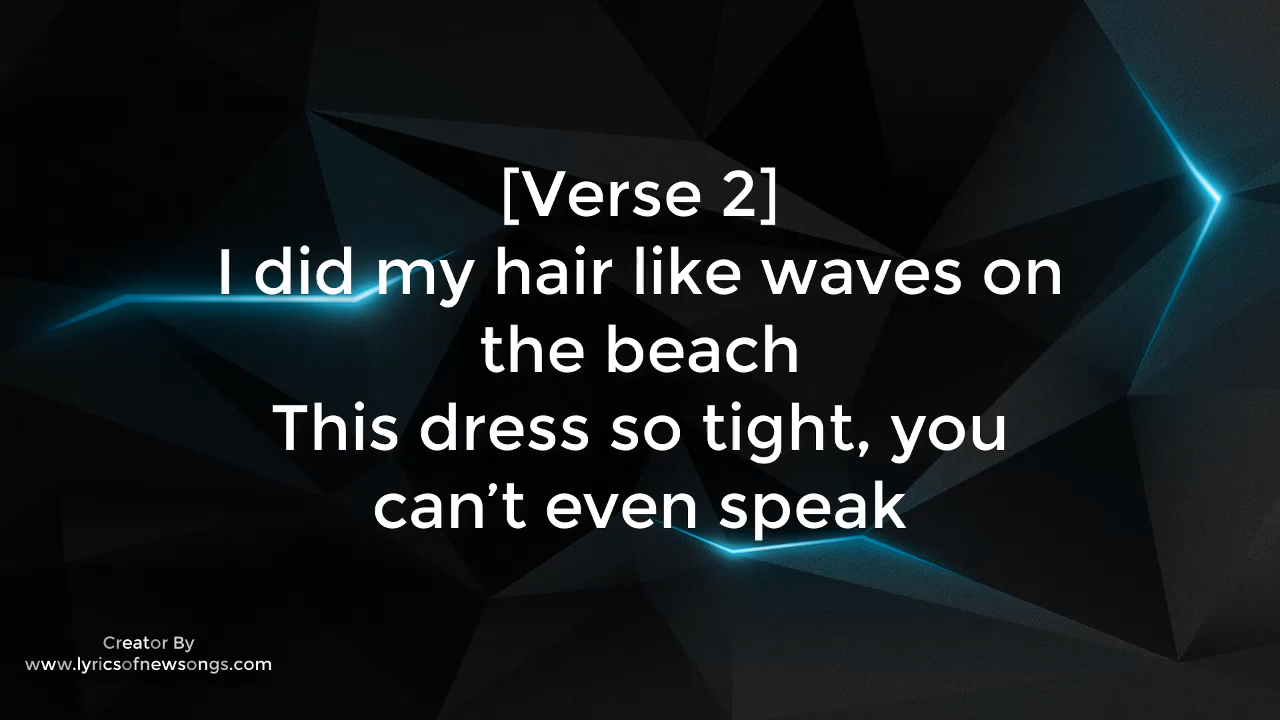 [Verse 2]
I did my hair like waves on
the beach
This dress so tight, you
can’t even speak
Creator By
www.lyricsofnewsongs.com